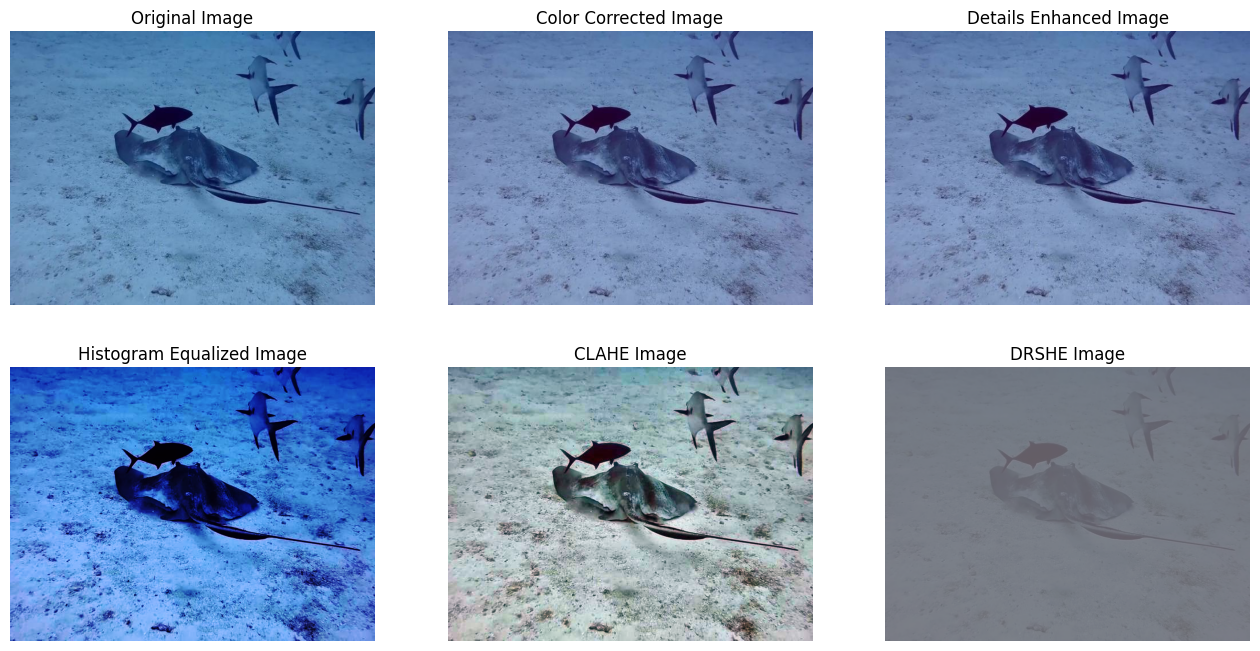 Original Image
Color Corrected Image
Details Enhanced Image
Histogram Equalized Image
CLAHE Image
DRSHE Image